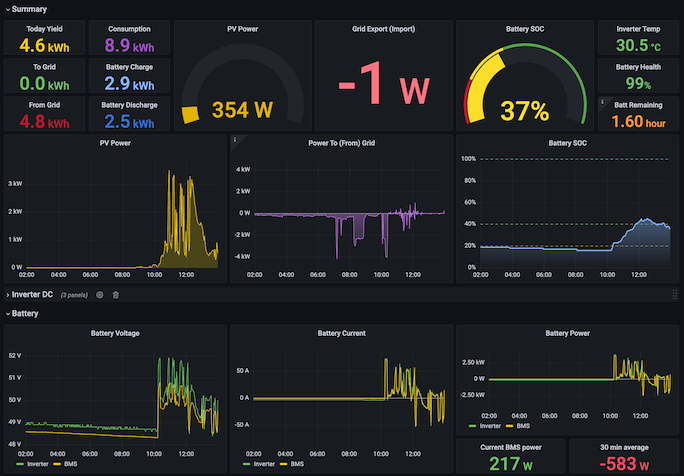 Summary
Today Yield
4.6 kWh
Consumption
8.9 kWh
PV Power
354 W
Grid Export (Import)
-1 W
Battery SOC
37%
Inverter Temp
30.5 °C
To Grid
0.0 kWh
Battery Charge
2.9 kWh
Battery Health
99%
From Grid
4.8 kWh
Battery Discharge
2.5 kWh
i
Batt Remaining
1.60 hour
PV Power
3 kW
2 kW
1 kW
0 W
02:00 04:00 06:00 08:00 10:00 12:00
i
Power To (From) Grid
4 kW
2 kW
0 W
-2 kW
-4 kW
02:00 04:00 06:00 08:00 10:00 12:00
Battery SOC
100%
80%
60%
40%
20%
0%
02:00 04:00 06:00 08:00 10:00 12:00
Inverter DC (3 panels)
Battery
Battery Voltage
52 V
51 V
50 V
49 V
48 V
02:00 04:00 06:00 08:00 10:00 12:00
Inverter BMS
Battery Current
50 A
0 A
-50 A
02:00 04:00 06:00 08:00 10:00 12:00
Inverter BMS
Battery Power
2.50 kW
0 W
-2.50 kW
02:00 04:00 06:00 08:00 10:00 12:00
Inverter BMS
Current BMS power
217 W
30 min average
-583 W